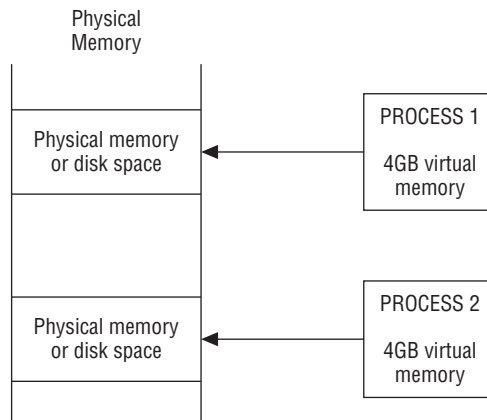 Physical
Memory
Physical memory
or disk space
PROCESS 1
4GB virtual
memory
Physical memory
or disk space
PROCESS 2
4GB virtual
memory